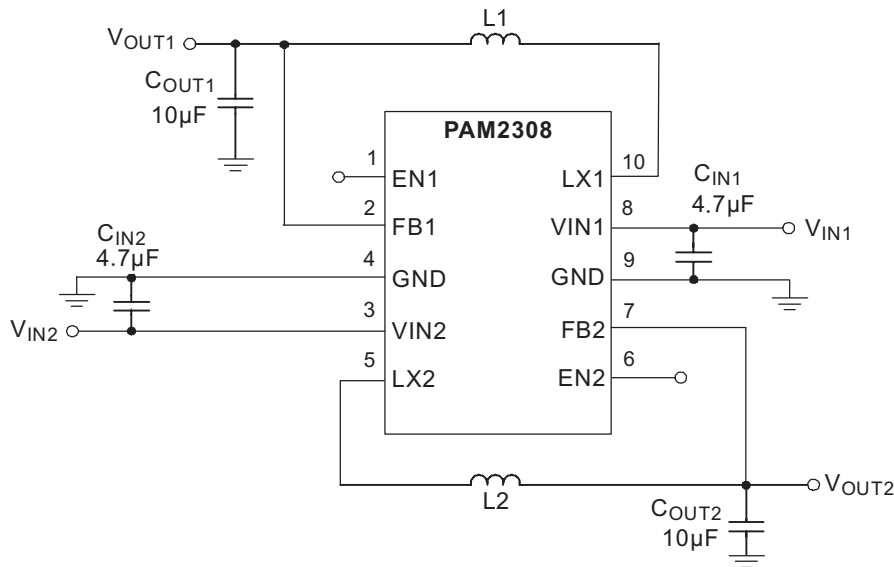 L1
VOUT1
COUT1
10µF
PAM2308
1
EN1
10
LX1
CIN1
4.7µF
2
FB1
8
VIN1
VIN1
CIN2
4.7µF
4
GND
9
GND
3
VIN2
VIN2
7
FB2
5
LX2
6
EN2
L2
VOUT2
COUT2
10µF